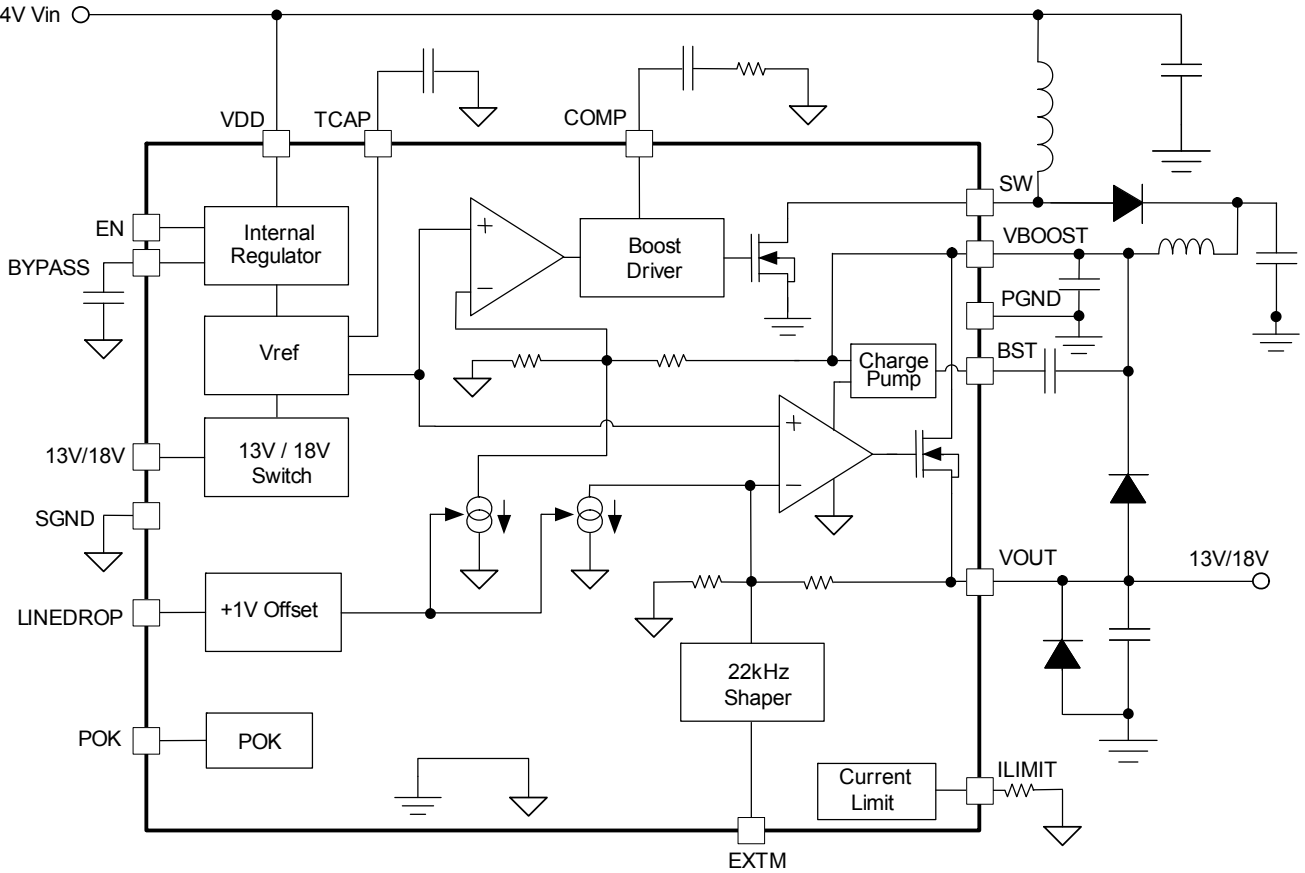 4V Vin
VDD
TCAP
COMP
SW
EN
Internal
Regulator
Boost
Driver
VBOOST
BYPASS
+
−
PGND
Vref
Charge
Pump
BST
13V/18V
13V / 18V
Switch
+
−
SGND
VOUT
13V/18V
LINEDROP
+1V Offset
22kHz
Shaper
POK
POK
Current
Limit
ILIMIT
EXTM